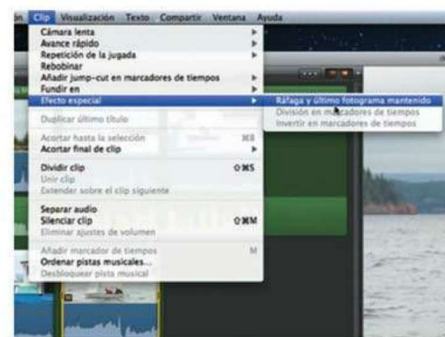 Clip Visualización Texto Compartir Ventana Ayuda
Cámara lenta
Avance rápido
Repetición de la jugada
Rebobinar
Añadir jump-cut en marcadores de tiempos
Fundir en
Efecto especial
Ráfaga y último fotograma mantenido
División en marcadores de tiempos
Invertir en marcadores de tiempos
Duplicar último título
Acortar hasta la selección ⌘B
Acortar final de clip
Dividir clip ⇧⌘S
Unir clip
Extender sobre el clip siguiente
Separar audio
Silenciar clip ⇧⌘M
Eliminar ajustes de volumen
Añadir marcador de tiempos M
Ordenar pistas musicales...
Desbloquear pista musical